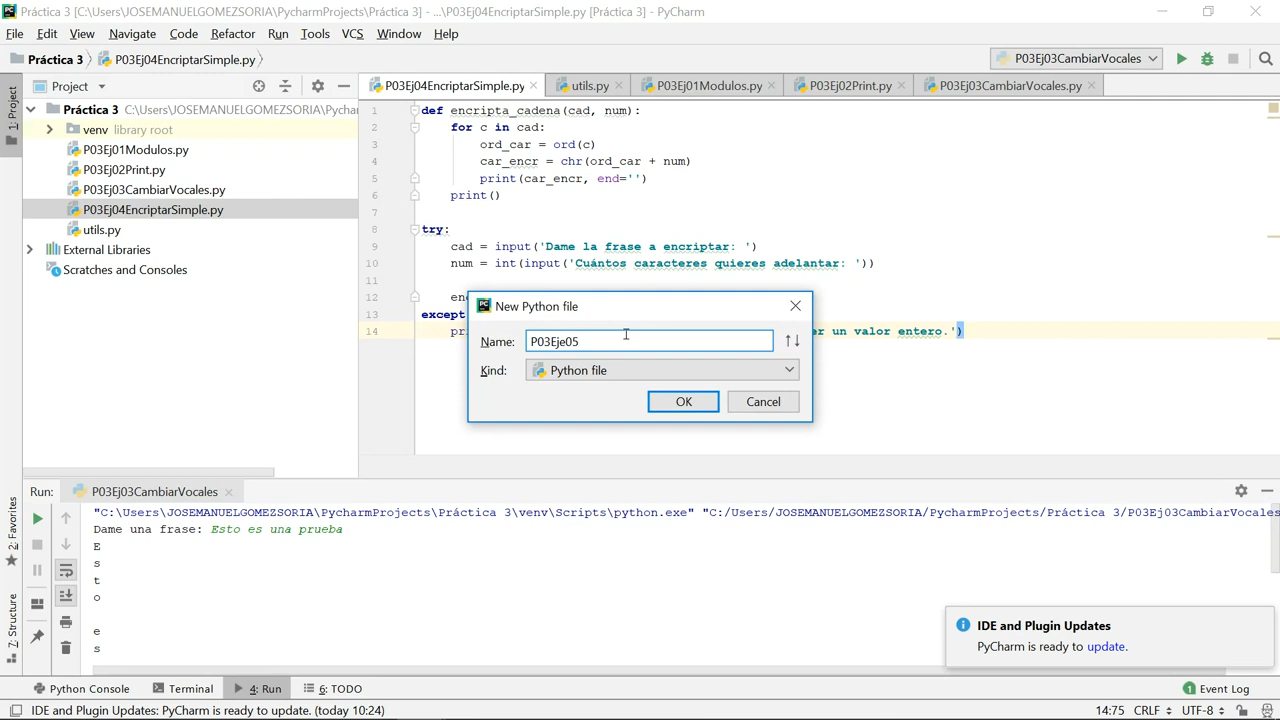 Práctica 3 [C:\Users\JOSEMANUELGOMEZSORIA\PycharmProjects\Práctica 3] - ...\P03Ej04EncriptarSimple.py [Práctica 3] - PyCharm
File Edit View Navigate Code Refactor Run Tools VCS Window Help
Práctica 3 P03Ej04EncriptarSimple.py P03Ej03CambiarVocales
1: Project
Project
P03Ej04EncriptarSimple.py utils.py P03Ej01Modulos.py P03Ej02Print.py P03Ej03CambiarVocales.py
Práctica 3 C:\Users\JOSEMANUELGOMEZSORIA\Pychar
venv library root
P03Ej01Modulos.py
P03Ej02Print.py
P03Ej03CambiarVocales.py
P03Ej04EncriptarSimple.py
utils.py
External Libraries
Scratches and Consoles
1 def encripta_cadena(cad, num):
2 for c in cad:
3 ord_car = ord(c)
4 car_encr = chr(ord_car + num)
5 print(car_encr, end='')
6 print()
7
8 try:
9 cad = input('Dame la frase a encriptar: ')
10 num = int(input('Cuántos caracteres quieres adelantar: '))
11
12 en
13 except
14 pr er un valor entero.')
New Python file
Name: P03Eje05
Kind: Python file
OK Cancel
Run: P03Ej03CambiarVocales
"C:\Users\JOSEMANUELGOMEZSORIA\PycharmProjects\Práctica 3\venv\Scripts\python.exe" "C:/Users/JOSEMANUELGOMEZSORIA/PycharmProjects/Práctica 3/P03Ej03CambiarVocales
Dame una frase: Esto es una prueba
E
s
t
o
e
s
2: Favorites
7: Structure
IDE and Plugin Updates
PyCharm is ready to update.
Python Console Terminal 4: Run 6: TODO 1 Event Log
IDE and Plugin Updates: PyCharm is ready to update. (today 10:24) 14:75 CRLF UTF-8